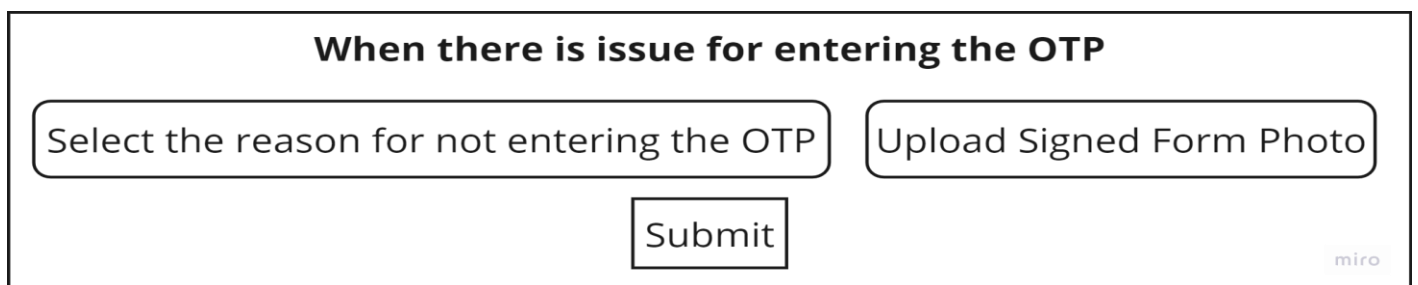 When there is issue for entering the OTP
Select the reason for not entering the OTP
Upload Signed Form Photo
Submit
miro